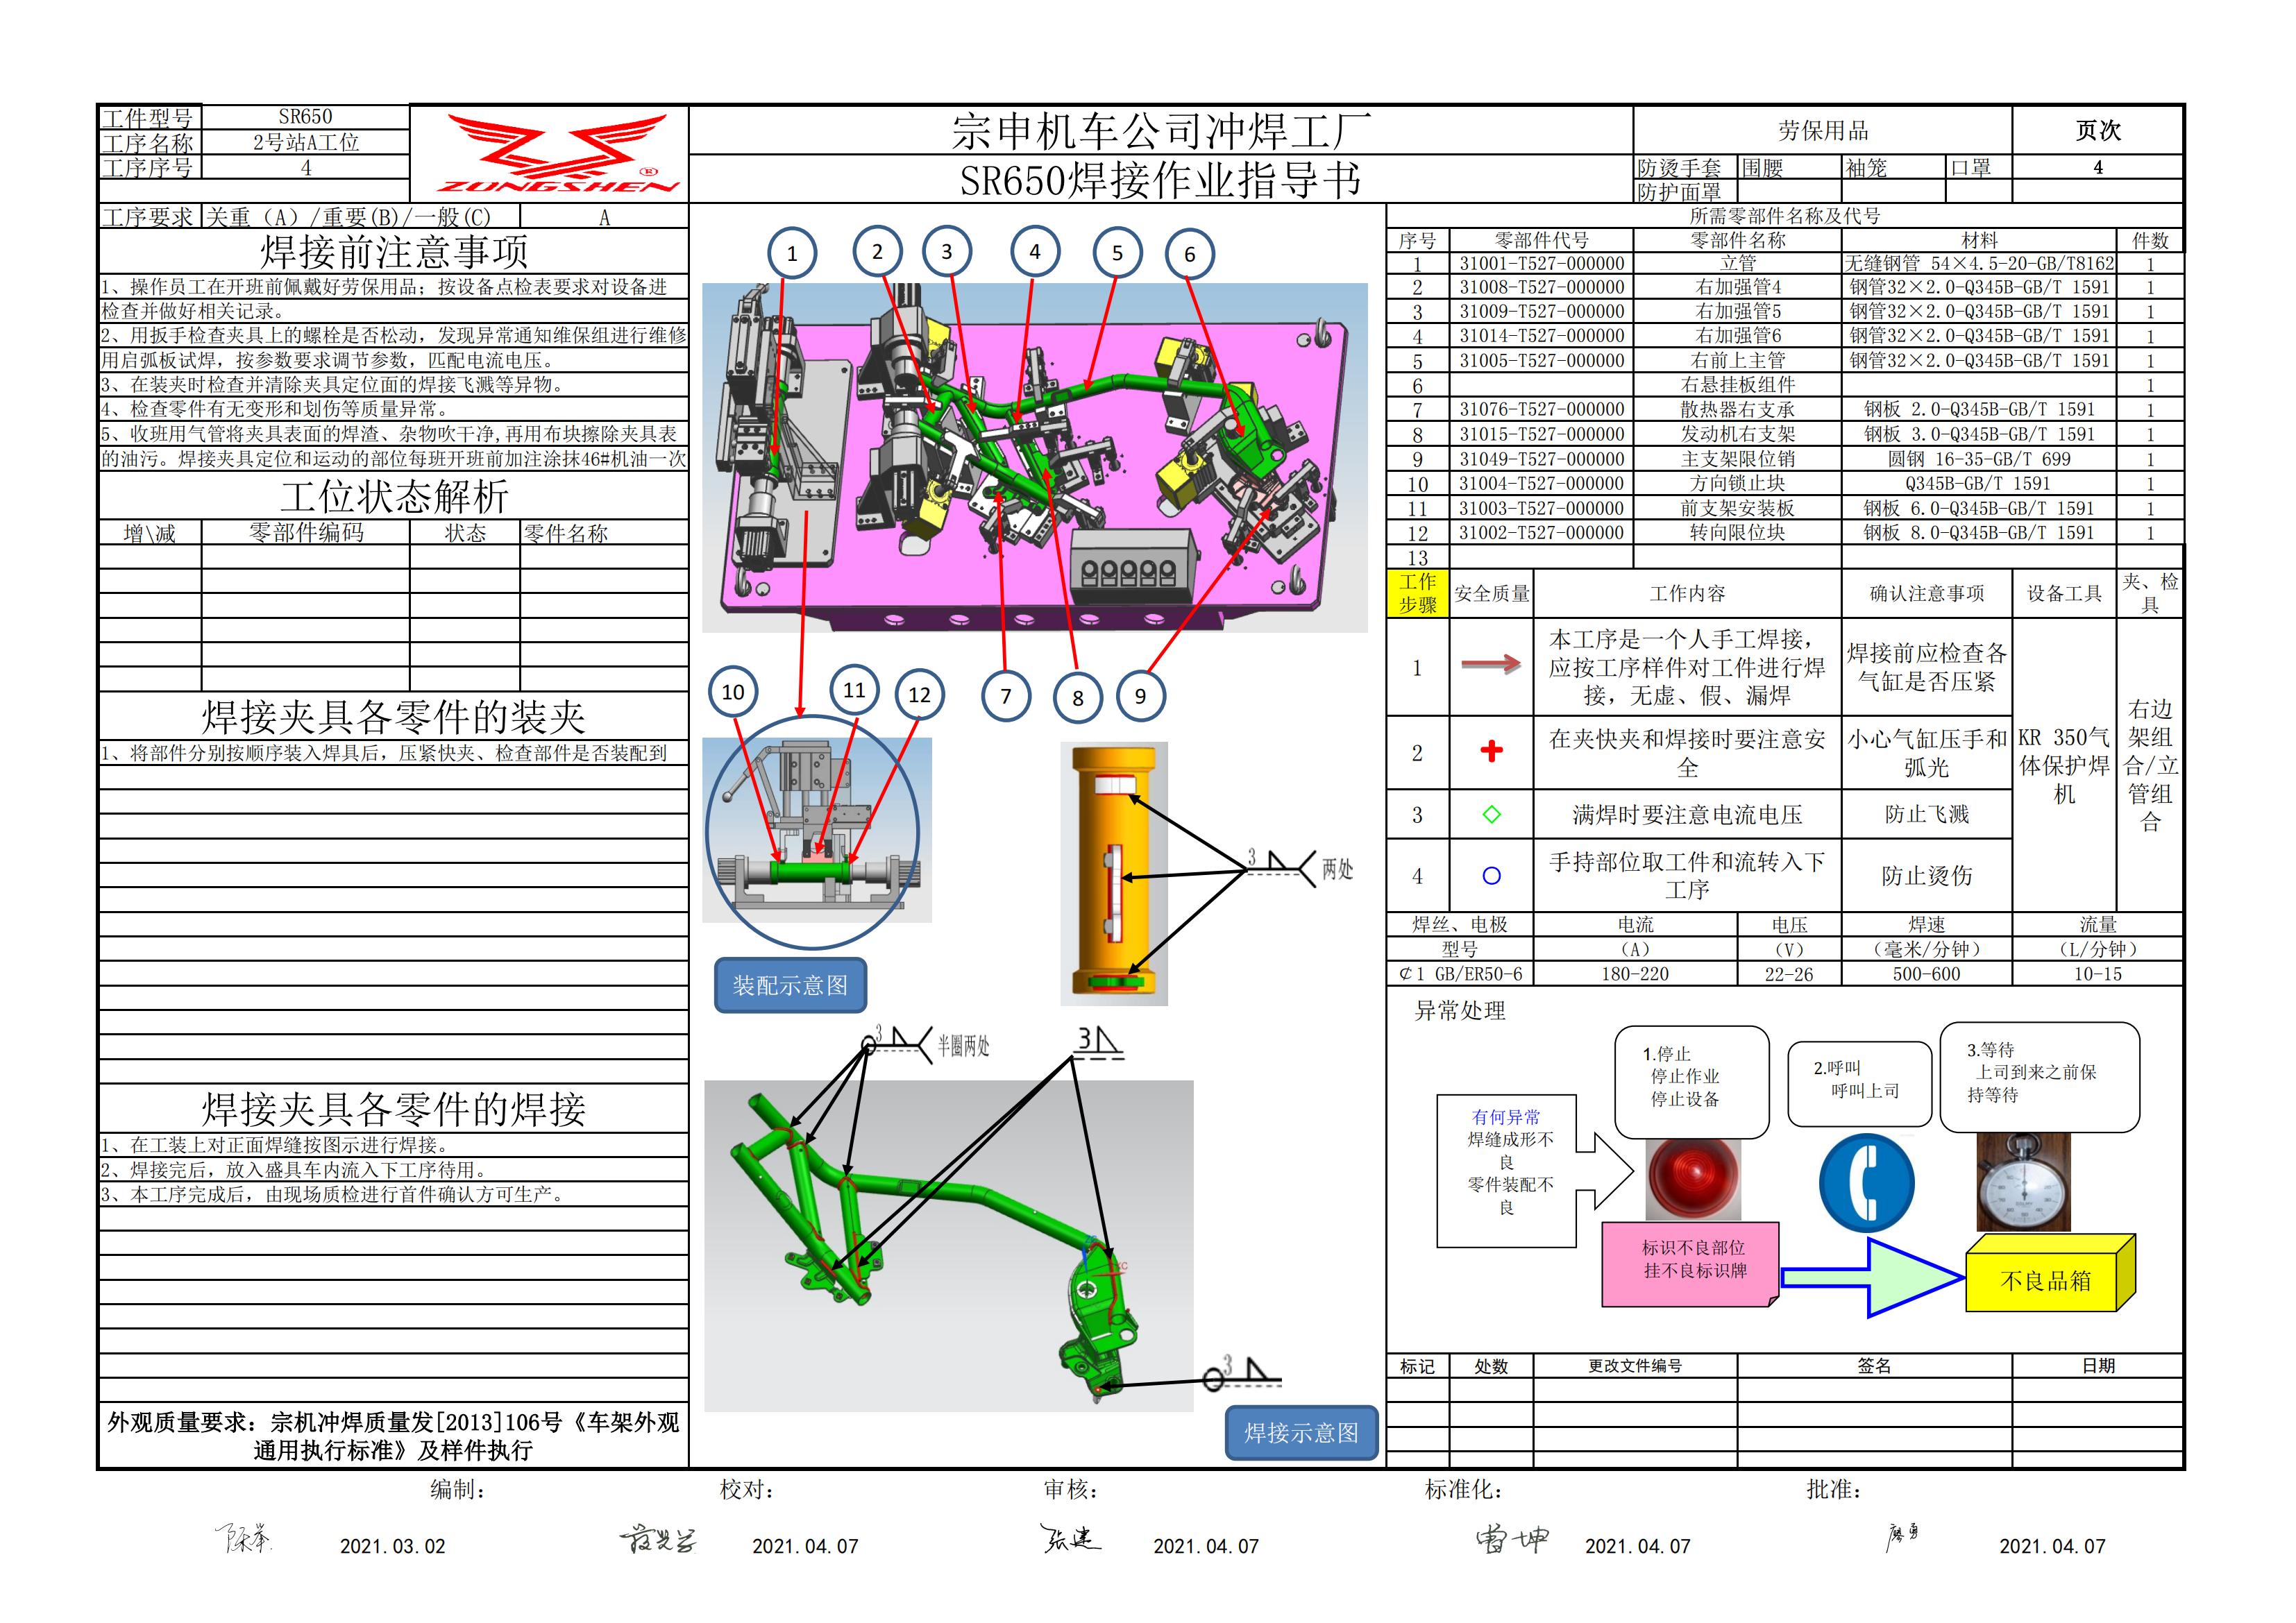 工件型号 SR650
工序名称 2号站A工位
工序序号 4
ZONGSHEN ®
宗申机车公司冲焊工厂
SR650焊接作业指导书
劳保用品 页次
防烫手套 围腰 袖笼 口罩 4
防护面罩
工序要求 关重（A）/重要(B)/一般(C) A
焊接前注意事项
1、操作员工在开班前佩戴好劳保用品；按设备点检表要求对设备进
检查并做好相关记录。
2、用扳手检查夹具上的螺栓是否松动，发现异常通知维保组进行维修
用启弧板试焊，按参数要求调节参数，匹配电流电压。
3、在装夹时检查并清除夹具定位面的焊接飞溅等异物。
4、检查零件有无变形和划伤等质量异常。
5、收班用气管将夹具表面的焊渣、杂物吹干净,再用布块擦除夹具表
的油污。焊接夹具定位和运动的部位每班开班前加注涂抹46#机油一次
工位状态解析
增\减 零部件编码 状态 零件名称
焊接夹具各零件的装夹
1、将部件分别按顺序装入焊具后，压紧快夹、检查部件是否装配到
焊接夹具各零件的焊接
1、在工装上对正面焊缝按图示进行焊接。
2、焊接完后，放入盛具车内流入下工序待用。
3、本工序完成后，由现场质检进行首件确认方可生产。
外观质量要求：宗机冲焊质量发[2013]106号《车架外观
通用执行标准》及样件执行
1 2 3 4 5 6
10 11 12 7 8 9
3 两处
装配示意图
3 半圈两处
3
3
焊接示意图
所需零部件名称及代号
序号 零部件代号 零部件名称 材料 件数
1 31001-T527-000000 立管 无缝钢管 54×4.5-20-GB/T8162 1
2 31008-T527-000000 右加强管4 钢管32×2.0-Q345B-GB/T 1591 1
3 31009-T527-000000 右加强管5 钢管32×2.0-Q345B-GB/T 1591 1
4 31014-T527-000000 右加强管6 钢管32×2.0-Q345B-GB/T 1591 1
5 31005-T527-000000 右前上主管 钢管32×2.0-Q345B-GB/T 1591 1
6 右悬挂板组件 1
7 31076-T527-000000 散热器右支承 钢板 2.0-Q345B-GB/T 1591 1
8 31015-T527-000000 发动机右支架 钢板 3.0-Q345B-GB/T 1591 1
9 31049-T527-000000 主支架限位销 圆钢 16-35-GB/T 699 1
10 31004-T527-000000 方向锁止块 Q345B-GB/T 1591 1
11 31003-T527-000000 前支架安装板 钢板 6.0-Q345B-GB/T 1591 1
12 31002-T527-000000 转向限位块 钢板 8.0-Q345B-GB/T 1591 1
13
工作步骤 安全质量 工作内容 确认注意事项 设备工具 夹、检具
1 本工序是一个人手工焊接，应按工序样件对工件进行焊接，无虚、假、漏焊 焊接前应检查各气缸是否压紧
2 在夹快夹和焊接时要注意安全 小心气缸压手和弧光
3 满焊时要注意电流电压 防止飞溅
4 手持部位取工件和流转入下工序 防止烫伤
KR 350气体保护焊机
右边架组合/立管组合
焊丝、电极 电流 电压 焊速 流量
型号 （A） （V） （毫米/分钟） （L/分钟）
¢1 GB/ER50-6 180-220 22-26 500-600 10-15
异常处理
有何异常
焊缝成形不
良
零件装配不
良
1.停止
停止作业
停止设备
2.呼叫
呼叫上司
3.等待
上司到来之前保
持等待
标识不良部位
挂不良标识牌
不良品箱
标记 处数 更改文件编号 签名 日期
编制： 校对： 审核： 标准化： 批准：
2021.03.02 2021.04.07 张建 2021.04.07 雷坤 2021.04.07 廖勇 2021.04.07